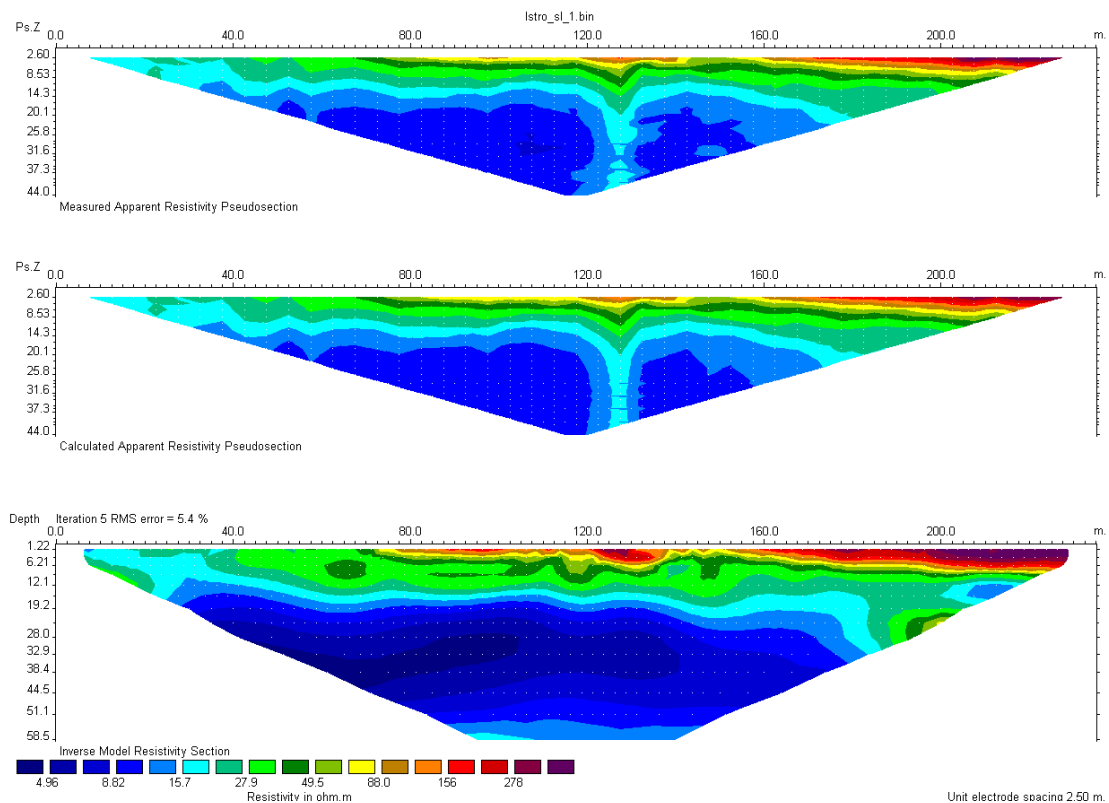 Istro_sl_1.bin
Ps.Z 0.0 40.0 80.0 120.0 160.0 200.0 m.
2.60
8.53
14.3
20.1
25.8
31.6
37.3
44.0
Measured Apparent Resistivity Pseudosection
Ps.Z 0.0 40.0 80.0 120.0 160.0 200.0 m.
2.60
8.53
14.3
20.1
25.8
31.6
37.3
44.0
Calculated Apparent Resistivity Pseudosection
Depth Iteration 5 RMS error = 5.4 %
0.0 40.0 80.0 120.0 160.0 200.0 m.
1.22
6.21
12.1
19.2
28.0
32.9
38.4
44.5
51.1
58.5
Inverse Model Resistivity Section
4.96 8.82 15.7 27.9 49.5 88.0 156 278
Resistivity in ohm.m
Unit electrode spacing 2.50 m.